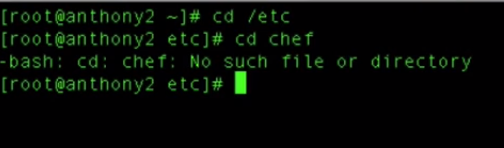 [root@anthony2 ~]# cd /etc
[root@anthony2 etc]# cd chef
-bash: cd: chef: No such file or directory
[root@anthony2 etc]#